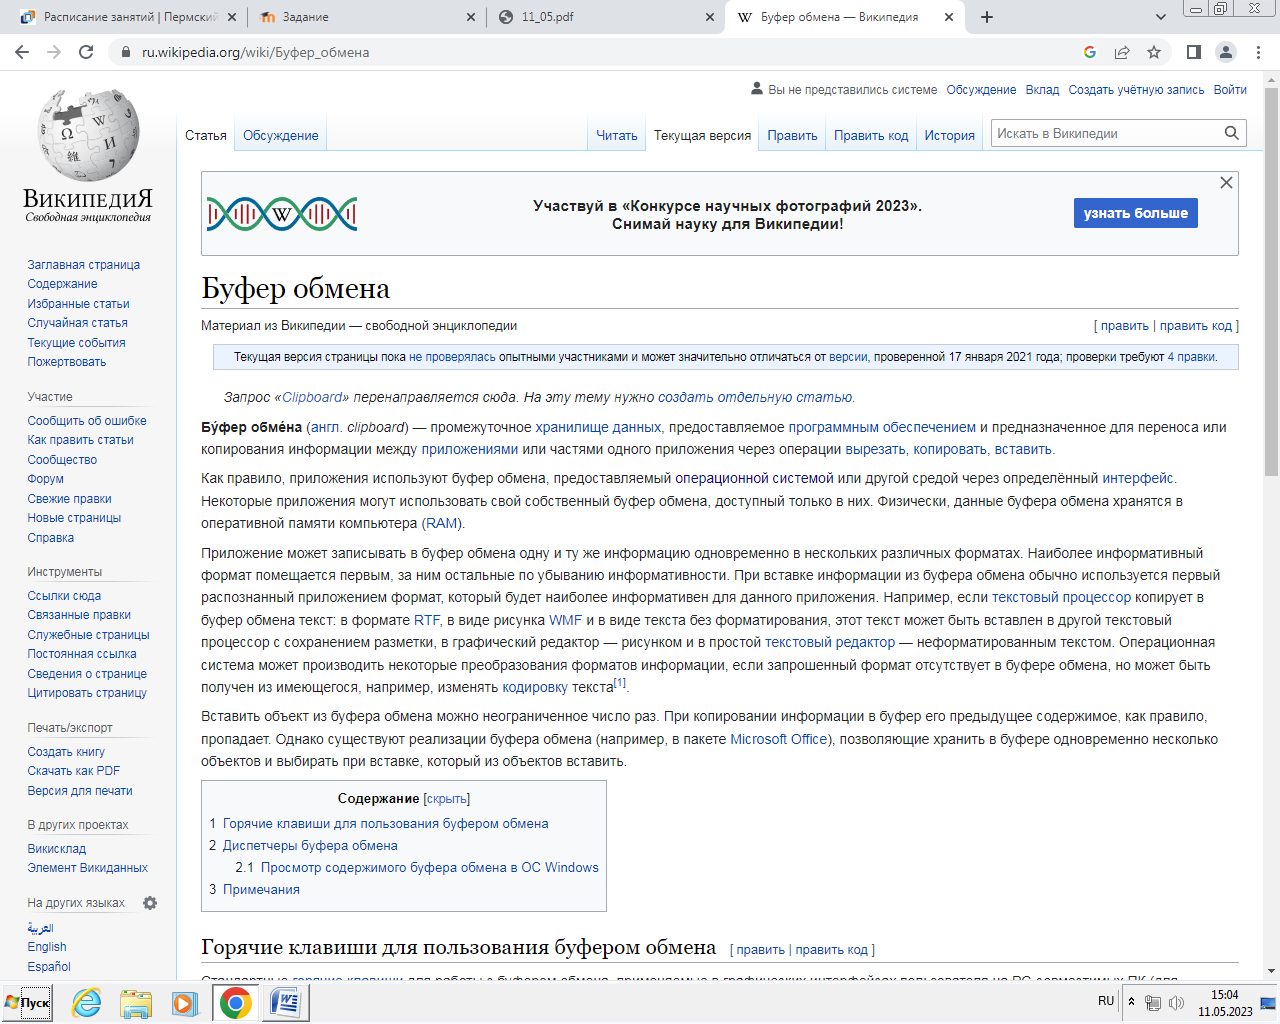 Расписание занятий | Пермский
Задание
11_05.pdf
Буфер обмена — Википедия
ru.wikipedia.org/wiki/Буфер_обмена
Вы не представились системе Обсуждение Вклад Создать учётную запись Войти
Статья Обсуждение Читать Текущая версия Править Править код История Искать в Википедии
ВикипедиЯ
Свободная энциклопедия
Заглавная страница
Содержание
Избранные статьи
Случайная статья
Текущие события
Пожертвовать
Участие
Сообщить об ошибке
Как править статьи
Сообщество
Форум
Свежие правки
Новые страницы
Справка
Инструменты
Ссылки сюда
Связанные правки
Служебные страницы
Постоянная ссылка
Сведения о странице
Цитировать страницу
Печать/экспорт
Создать книгу
Скачать как PDF
Версия для печати
В других проектах
Викисклад
Элемент Викиданных
На других языках
العربية
English
Español
W
Участвуй в «Конкурсе научных фотографий 2023».
Снимай науку для Википедии!
узнать больше
Буфер обмена
Материал из Википедии — свободной энциклопедии
[ править | править код ]
Текущая версия страницы пока не проверялась опытными участниками и может значительно отличаться от версии, проверенной 17 января 2021 года; проверки требуют 4 правки.
Запрос «Clipboard» перенаправляется сюда. На эту тему нужно создать отдельную статью.
Бу́фер обме́на (англ. clipboard) — промежуточное хранилище данных, предоставляемое программным обеспечением и предназначенное для переноса или
копирования информации между приложениями или частями одного приложения через операции вырезать, копировать, вставить.
Как правило, приложения используют буфер обмена, предоставляемый операционной системой или другой средой через определённый интерфейс.
Некоторые приложения могут использовать свой собственный буфер обмена, доступный только в них. Физически, данные буфера обмена хранятся в
оперативной памяти компьютера (RAM).
Приложение может записывать в буфер обмена одну и ту же информацию одновременно в нескольких различных форматах. Наиболее информативный
формат помещается первым, за ним остальные по убыванию информативности. При вставке информации из буфера обмена обычно используется первый
распознанный приложением формат, который будет наиболее информативен для данного приложения. Например, если текстовый процессор копирует в
буфер обмена текст: в формате RTF, в виде рисунка WMF и в виде текста без форматирования, этот текст может быть вставлен в другой текстовый
процессор с сохранением разметки, в графический редактор — рисунком и в простой текстовый редактор — неформатированным текстом. Операционная
система может производить некоторые преобразования форматов информации, если запрошенный формат отсутствует в буфере обмена, но может быть
получен из имеющегося, например, изменять кодировку текста[1].
Вставить объект из буфера обмена можно неограниченное число раз. При копировании информации в буфер его предыдущее содержимое, как правило,
пропадает. Однако существуют реализации буфера обмена (например, в пакете Microsoft Office), позволяющие хранить в буфере одновременно несколько
объектов и выбирать при вставке, который из объектов вставить.
Содержание [скрыть]
1 Горячие клавиши для пользования буфером обмена
2 Диспетчеры буфера обмена
2.1 Просмотр содержимого буфера обмена в ОС Windows
3 Примечания
Горячие клавиши для пользования буфером обмена [ править | править код ]
Стандартные горячие клавиши для работы с буфером обмена, применяемые в графических интерфейсах пользователя на PC-совместимых ПК (для
Пуск
RU
15:04
11.05.2023